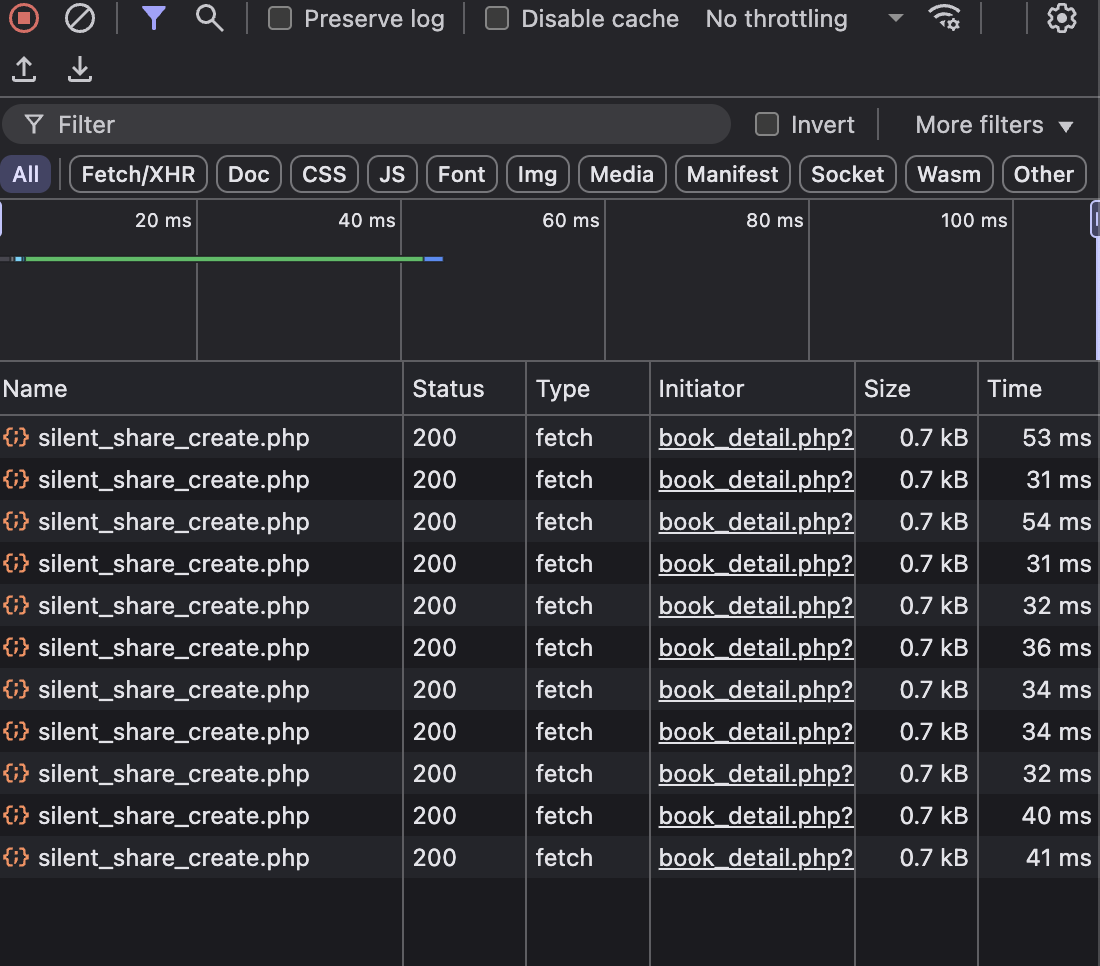 Preserve log Disable cache No throttling
Filter Invert More filters
All Fetch/XHR Doc CSS JS Font Img Media Manifest Socket Wasm Other
20 ms 40 ms 60 ms 80 ms 100 ms
Name Status Type Initiator Size Time
silent_share_create.php 200 fetch book_detail.php? 0.7 kB 53 ms
silent_share_create.php 200 fetch book_detail.php? 0.7 kB 31 ms
silent_share_create.php 200 fetch book_detail.php? 0.7 kB 54 ms
silent_share_create.php 200 fetch book_detail.php? 0.7 kB 31 ms
silent_share_create.php 200 fetch book_detail.php? 0.7 kB 32 ms
silent_share_create.php 200 fetch book_detail.php? 0.7 kB 36 ms
silent_share_create.php 200 fetch book_detail.php? 0.7 kB 34 ms
silent_share_create.php 200 fetch book_detail.php? 0.7 kB 34 ms
silent_share_create.php 200 fetch book_detail.php? 0.7 kB 32 ms
silent_share_create.php 200 fetch book_detail.php? 0.7 kB 40 ms
silent_share_create.php 200 fetch book_detail.php? 0.7 kB 41 ms